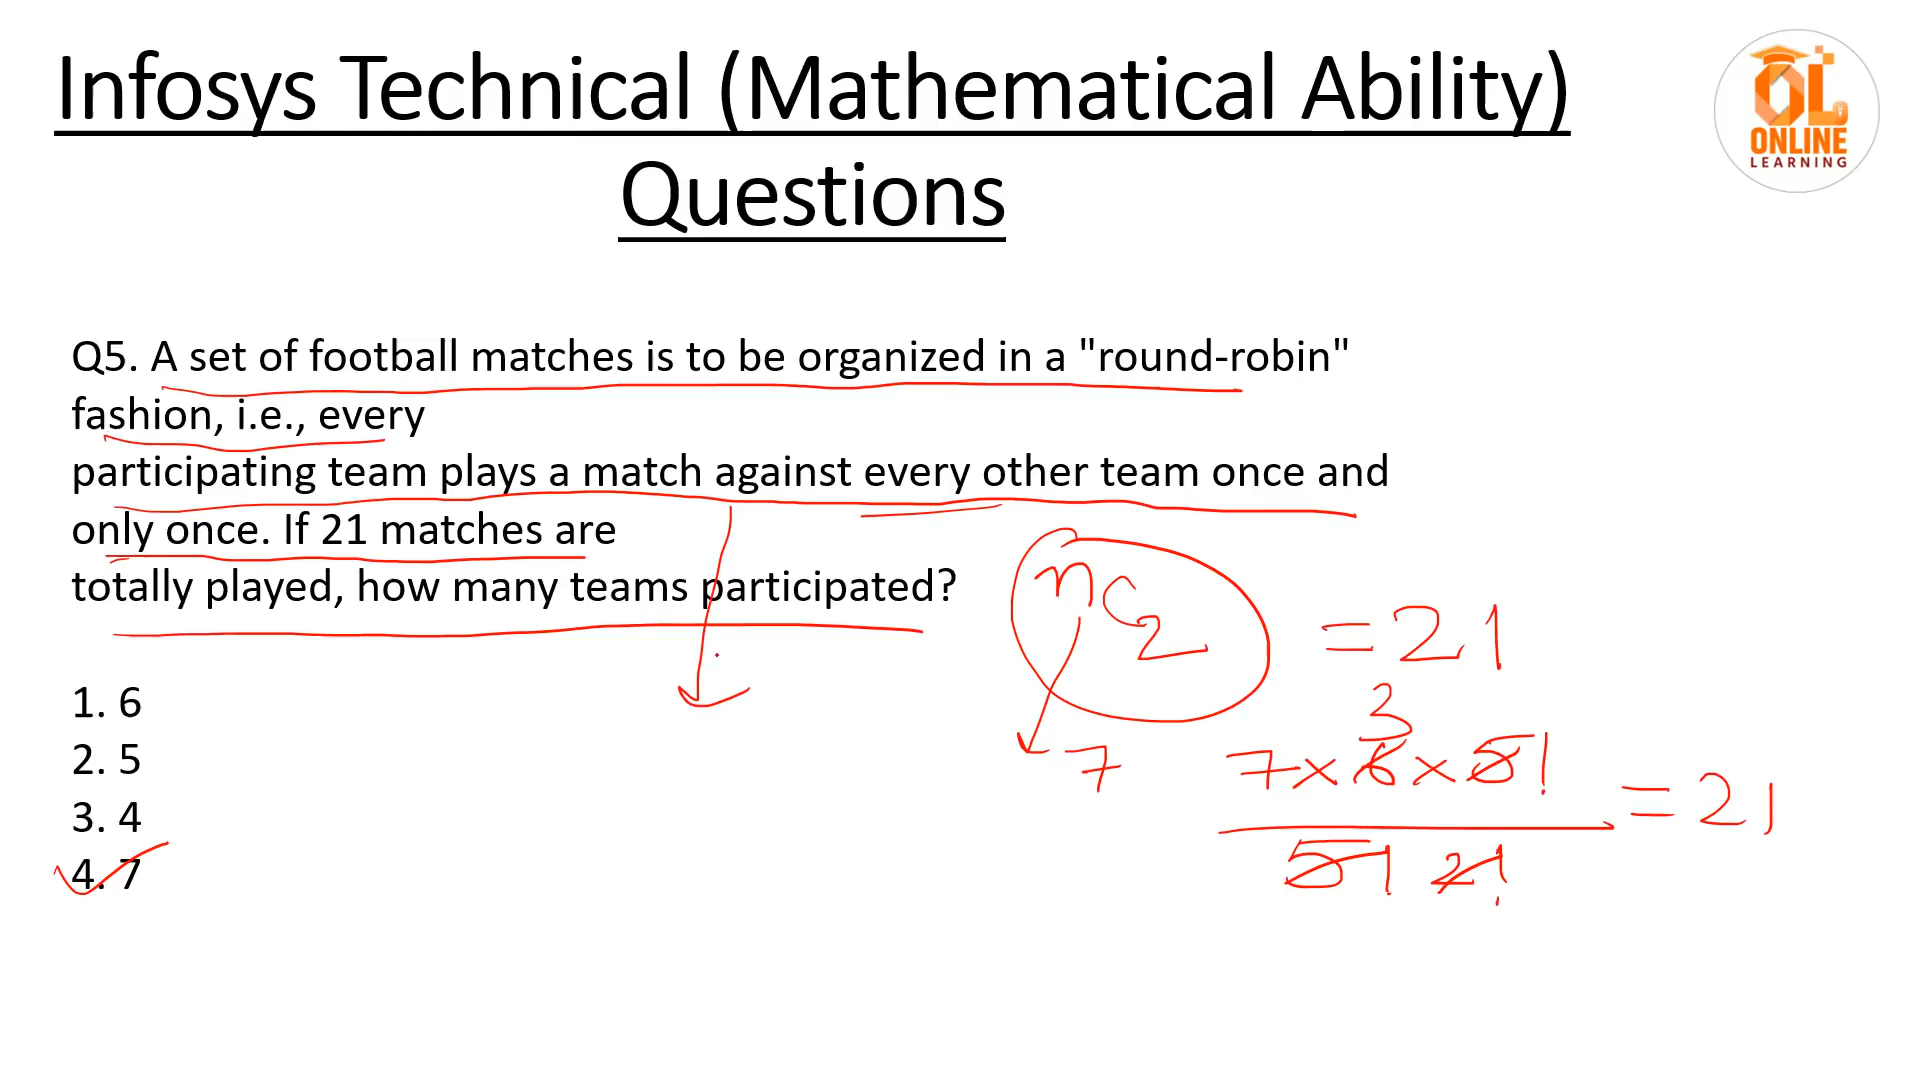 Infosys Technical (Mathematical Ability)
Questions
OL
ONLINE
LEARNING
Q5. A set of football matches is to be organized in a "round-robin"
fashion, i.e., every
participating team plays a match against every other team once and
only once. If 21 matches are
totally played, how many teams participated?
1. 6
2. 5
3. 4
4. 7
nC2 = 21
7
3
7 x 6 x 5! = 21
5! 2!